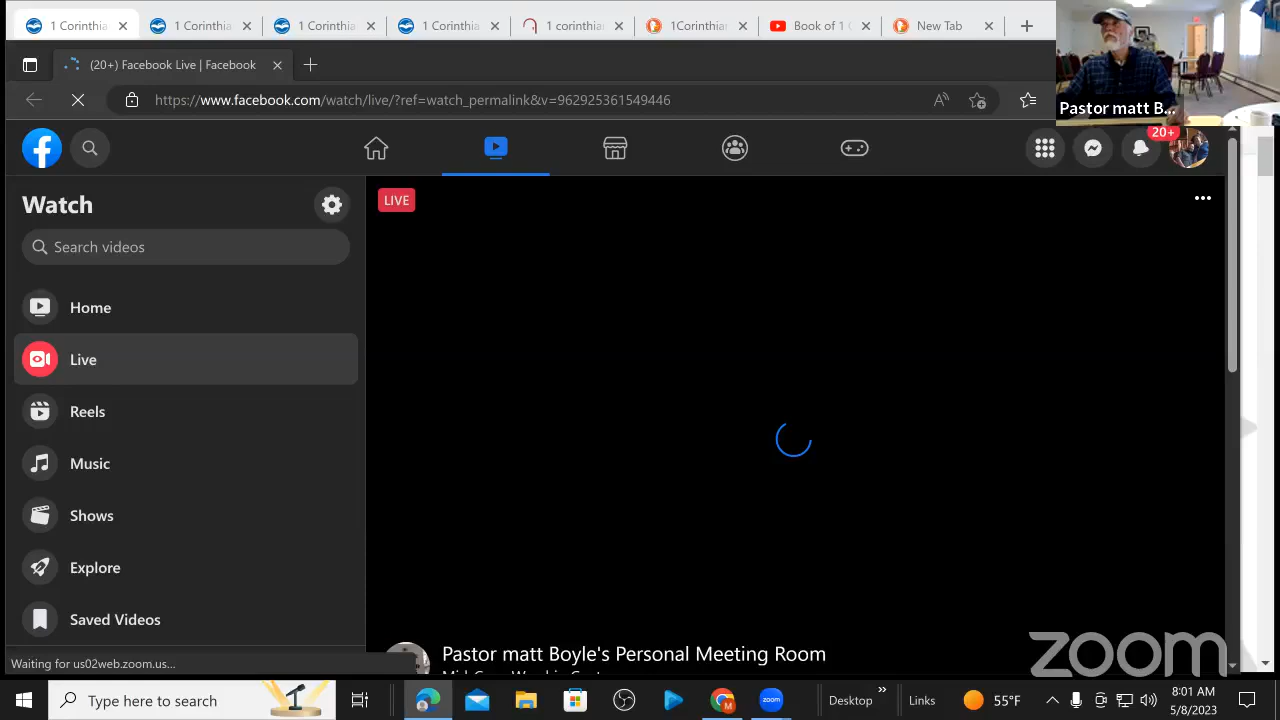 1 Corinthia
1 Corinthia
1 Corinthia
1 Corinthia
1 corinthian
1Corinthian
Book of 1 C
New Tab
(20+) Facebook Live | Facebook
https://www.facebook.com/watch/live/?ref=watch_permalink&v=962925361549446
Pastor matt B...
20+
Watch
LIVE
Search videos
Home
Live
Reels
Music
Shows
Explore
Saved Videos
Pastor matt Boyle's Personal Meeting Room
Waiting for us02web.zoom.us...
zoom
Type here to search
zoom
Desktop
Links
55°F
8:01 AM
5/8/2023